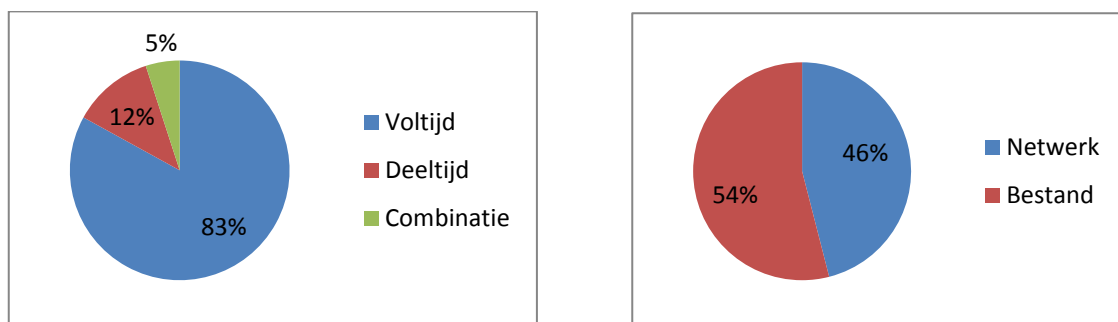 5%
12%
83%
Voltijd
Deeltijd
Combinatie
46%
54%
Netwerk
Bestand